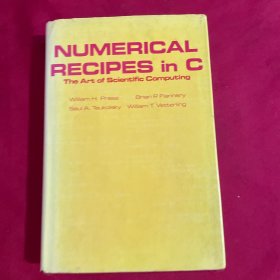 NUMERICAL
RECIPES in C
The Art of Scientific Computing
William H. Press Brian P. Flannery
Saul A. Teukolsky William T. Vetterling